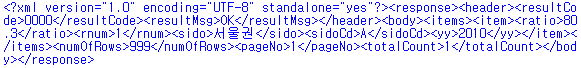 <?xml version="1.0" encoding="UTF-8" standalone="yes"?><response><header><resultCo
de>0000</resultCode><resultMsg>OK</resultMsg></header><body><items><item><ratio>80
.3</ratio><rnum>1</rnum><sido>서울권</sido><sidoCd>A</sidoCd><yy>2010</yy></item><
/items><numOfRows>999</numOfRows><pageNo>1</pageNo><totalCount>1</totalCount></bod
y></response>